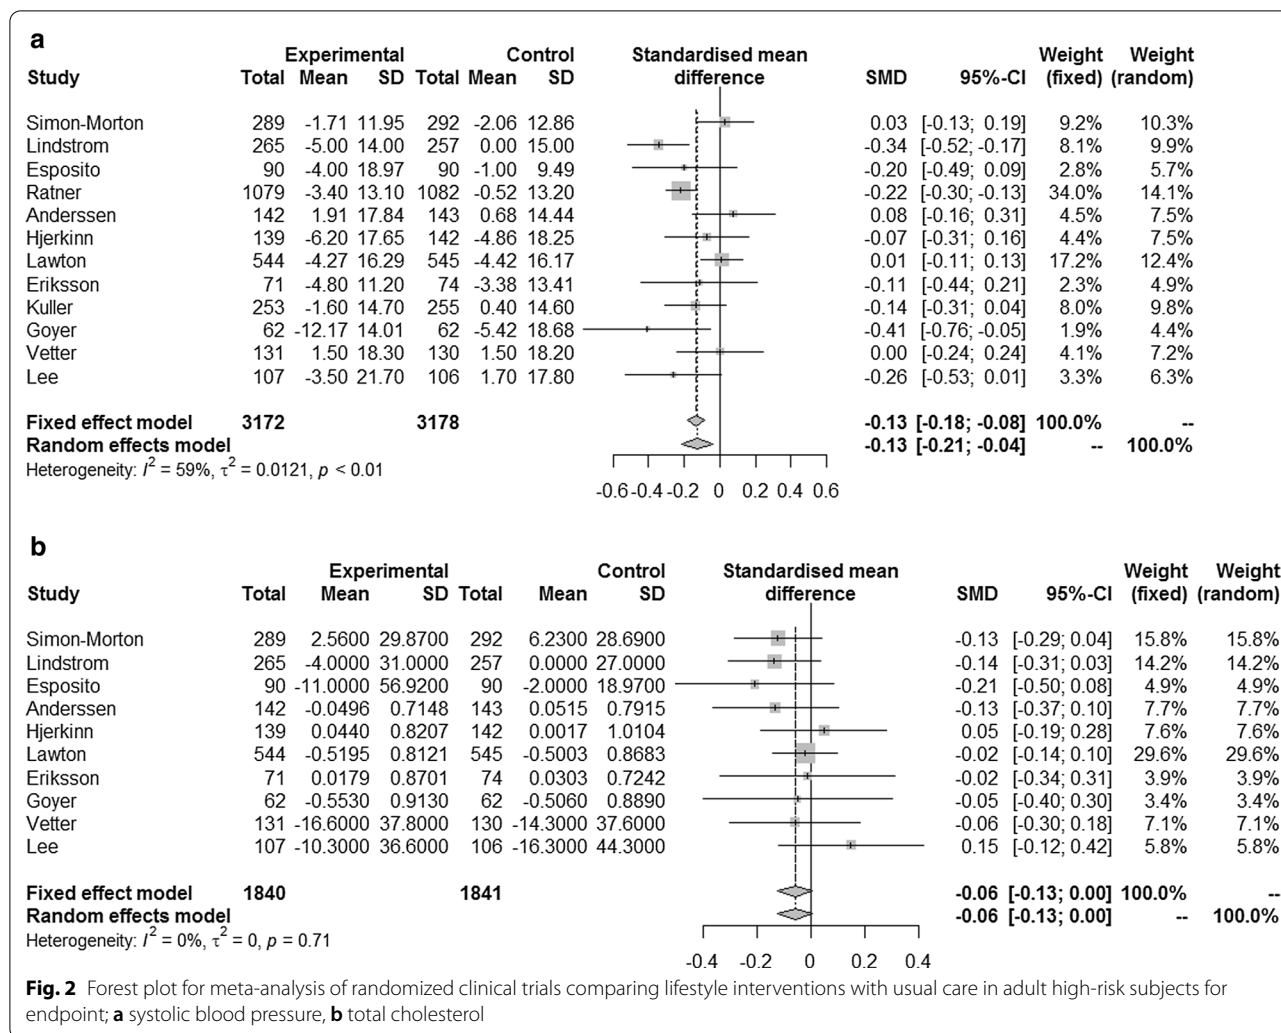 a
Experimental Control Standardised mean Weight Weight
Study Total Mean SD Total Mean SD difference SMD 95%-CI (fixed) (random)
Simon-Morton 289 -1.71 11.95 292 -2.06 12.86 0.03 [-0.13; 0.19] 9.2% 10.3%
Lindstrom 265 -5.00 14.00 257 0.00 15.00 -0.34 [-0.52; -0.17] 8.1% 9.9%
Esposito 90 -4.00 18.97 90 -1.00 9.49 -0.20 [-0.49; 0.09] 2.8% 5.7%
Ratner 1079 -3.40 13.10 1082 -0.52 13.20 -0.22 [-0.30; -0.13] 34.0% 14.1%
Anderssen 142 1.91 17.84 143 0.68 14.44 0.08 [-0.16; 0.31] 4.5% 7.5%
Hjerkinn 139 -6.20 17.65 142 -4.86 18.25 -0.07 [-0.31; 0.16] 4.4% 7.5%
Lawton 544 -4.27 16.29 545 -4.42 16.17 0.01 [-0.11; 0.13] 17.2% 12.4%
Eriksson 71 -4.80 11.20 74 -3.38 13.41 -0.11 [-0.44; 0.21] 2.3% 4.9%
Kuller 253 -1.60 14.70 255 0.40 14.60 -0.14 [-0.31; 0.04] 8.0% 9.8%
Goyer 62 -12.17 14.01 62 -5.42 18.68 -0.41 [-0.76; -0.05] 1.9% 4.4%
Vetter 131 1.50 18.30 130 1.50 18.20 0.00 [-0.24; 0.24] 4.1% 7.2%
Lee 107 -3.50 21.70 106 1.70 17.80 -0.26 [-0.53; 0.01] 3.3% 6.3%
Fixed effect model 3172 3178 -0.13 [-0.18; -0.08] 100.0% --
Random effects model -0.13 [-0.21; -0.04] -- 100.0%
Heterogeneity: I² = 59%, τ² = 0.0121, p < 0.01
-0.6 -0.4 -0.2 0 0.2 0.4 0.6
b
Experimental Control Standardised mean Weight Weight
Study Total Mean SD Total Mean SD difference SMD 95%-CI (fixed) (random)
Simon-Morton 289 2.5600 29.8700 292 6.2300 28.6900 -0.13 [-0.29; 0.04] 15.8% 15.8%
Lindstrom 265 -4.0000 31.0000 257 0.0000 27.0000 -0.14 [-0.31; 0.03] 14.2% 14.2%
Esposito 90 -11.0000 56.9200 90 -2.0000 18.9700 -0.21 [-0.50; 0.08] 4.9% 4.9%
Anderssen 142 -0.0496 0.7148 143 0.0515 0.7915 -0.13 [-0.37; 0.10] 7.7% 7.7%
Hjerkinn 139 0.0440 0.8207 142 0.0017 1.0104 0.05 [-0.19; 0.28] 7.6% 7.6%
Lawton 544 -0.5195 0.8121 545 -0.5003 0.8683 -0.02 [-0.14; 0.10] 29.6% 29.6%
Eriksson 71 0.0179 0.8701 74 0.0303 0.7242 -0.02 [-0.34; 0.31] 3.9% 3.9%
Goyer 62 -0.5530 0.9130 62 -0.5060 0.8890 -0.05 [-0.40; 0.30] 3.4% 3.4%
Vetter 131 -16.6000 37.8000 130 -14.3000 37.6000 -0.06 [-0.30; 0.18] 7.1% 7.1%
Lee 107 -10.3000 36.6000 106 -16.3000 44.3000 0.15 [-0.12; 0.42] 5.8% 5.8%
Fixed effect model 1840 1841 -0.06 [-0.13; 0.00] 100.0% --
Random effects model -0.06 [-0.13; 0.00] -- 100.0%
Heterogeneity: I² = 0%, τ² = 0, p = 0.71
-0.4 -0.2 0 0.2 0.4
Fig. 2 Forest plot for meta-analysis of randomized clinical trials comparing lifestyle interventions with usual care in adult high-risk subjects for
endpoint; a systolic blood pressure, b total cholesterol